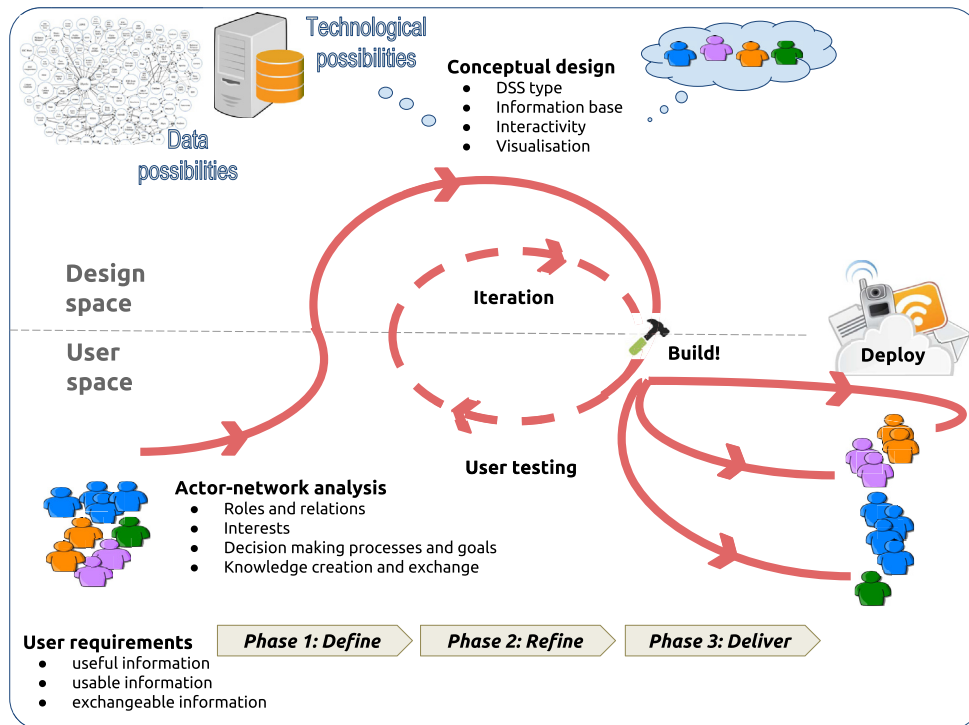 Technological
possibilities
Data
possibilities
Conceptual design
● DSS type
● Information base
● Interactivity
● Visualisation
Design
space
Iteration
User
space
Build!
Deploy
User testing
Actor-network analysis
● Roles and relations
● Interests
● Decision making processes and goals
● Knowledge creation and exchange
User requirements
● useful information
● usable information
● exchangeable information
Phase 1: Define
Phase 2: Refine
Phase 3: Deliver